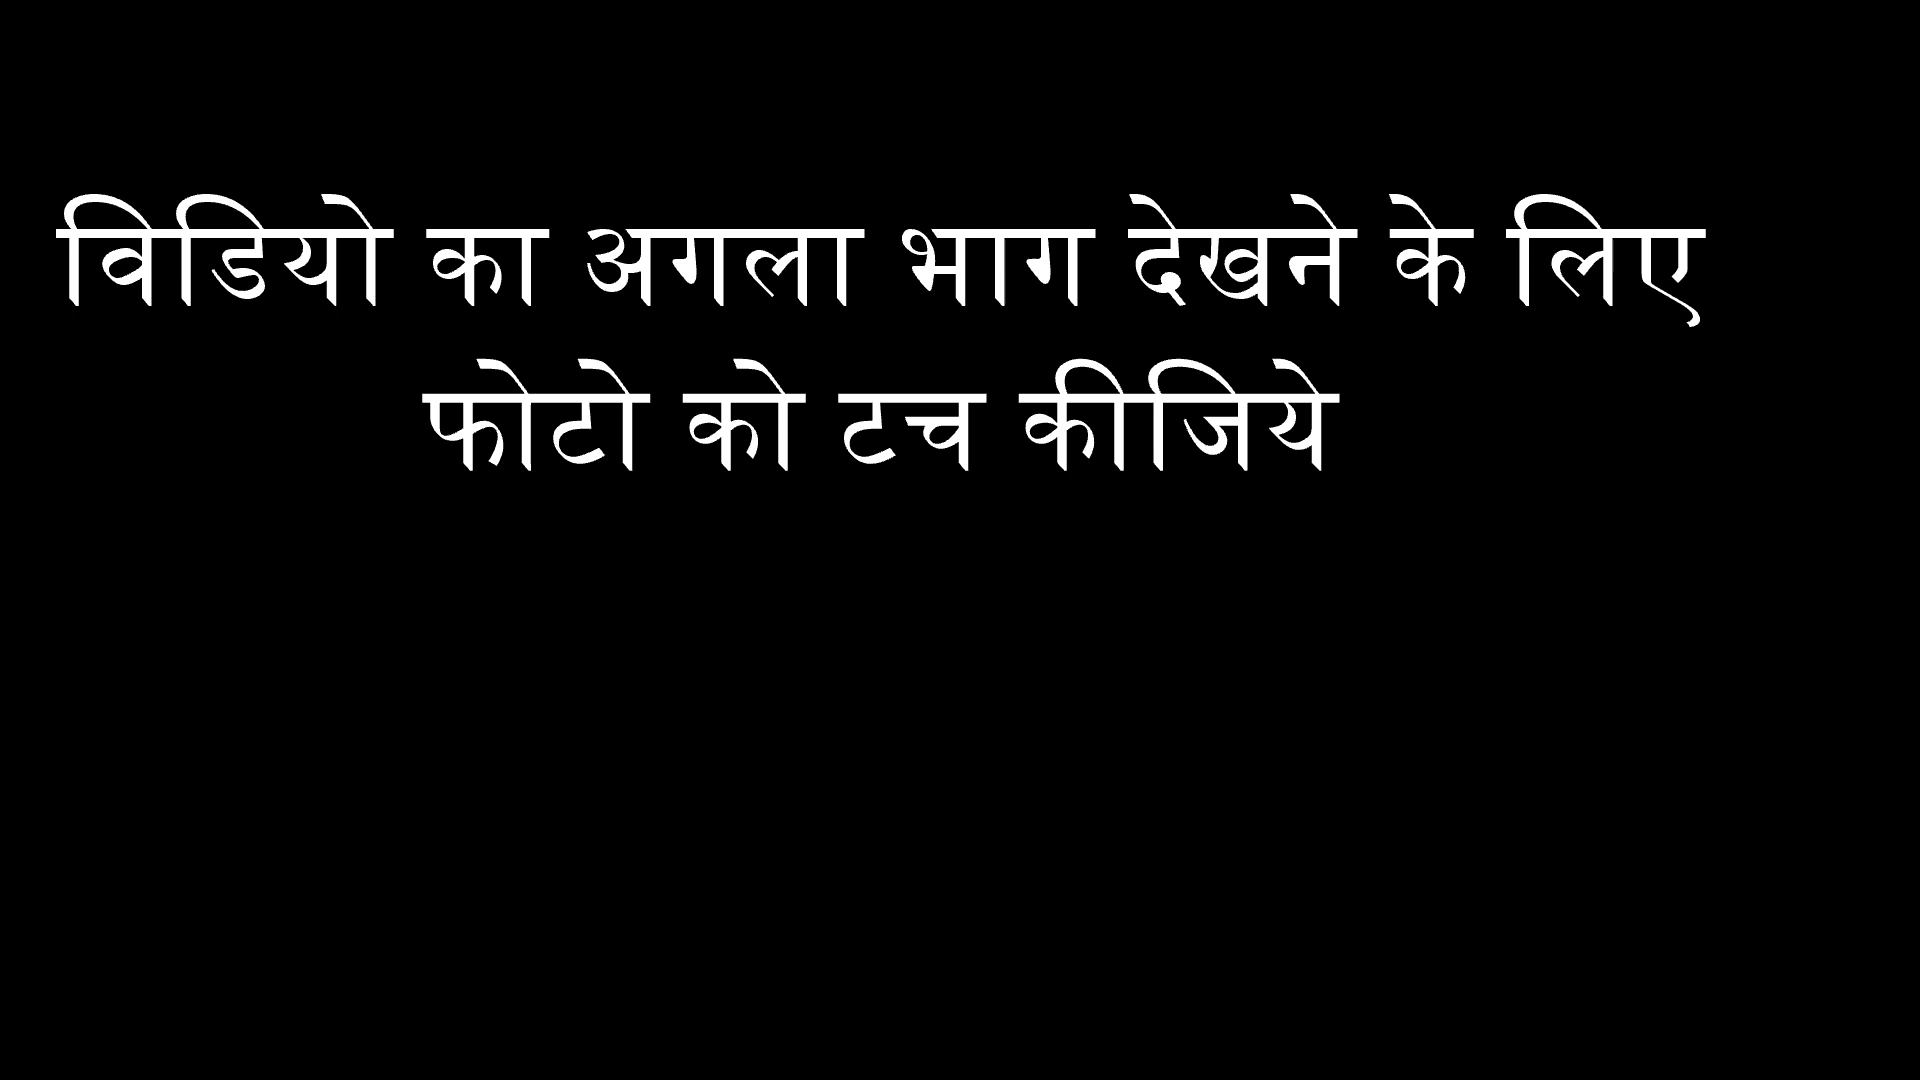 विडियो का अगला भाग देखने के लिए
फोटो को टच कीजिये